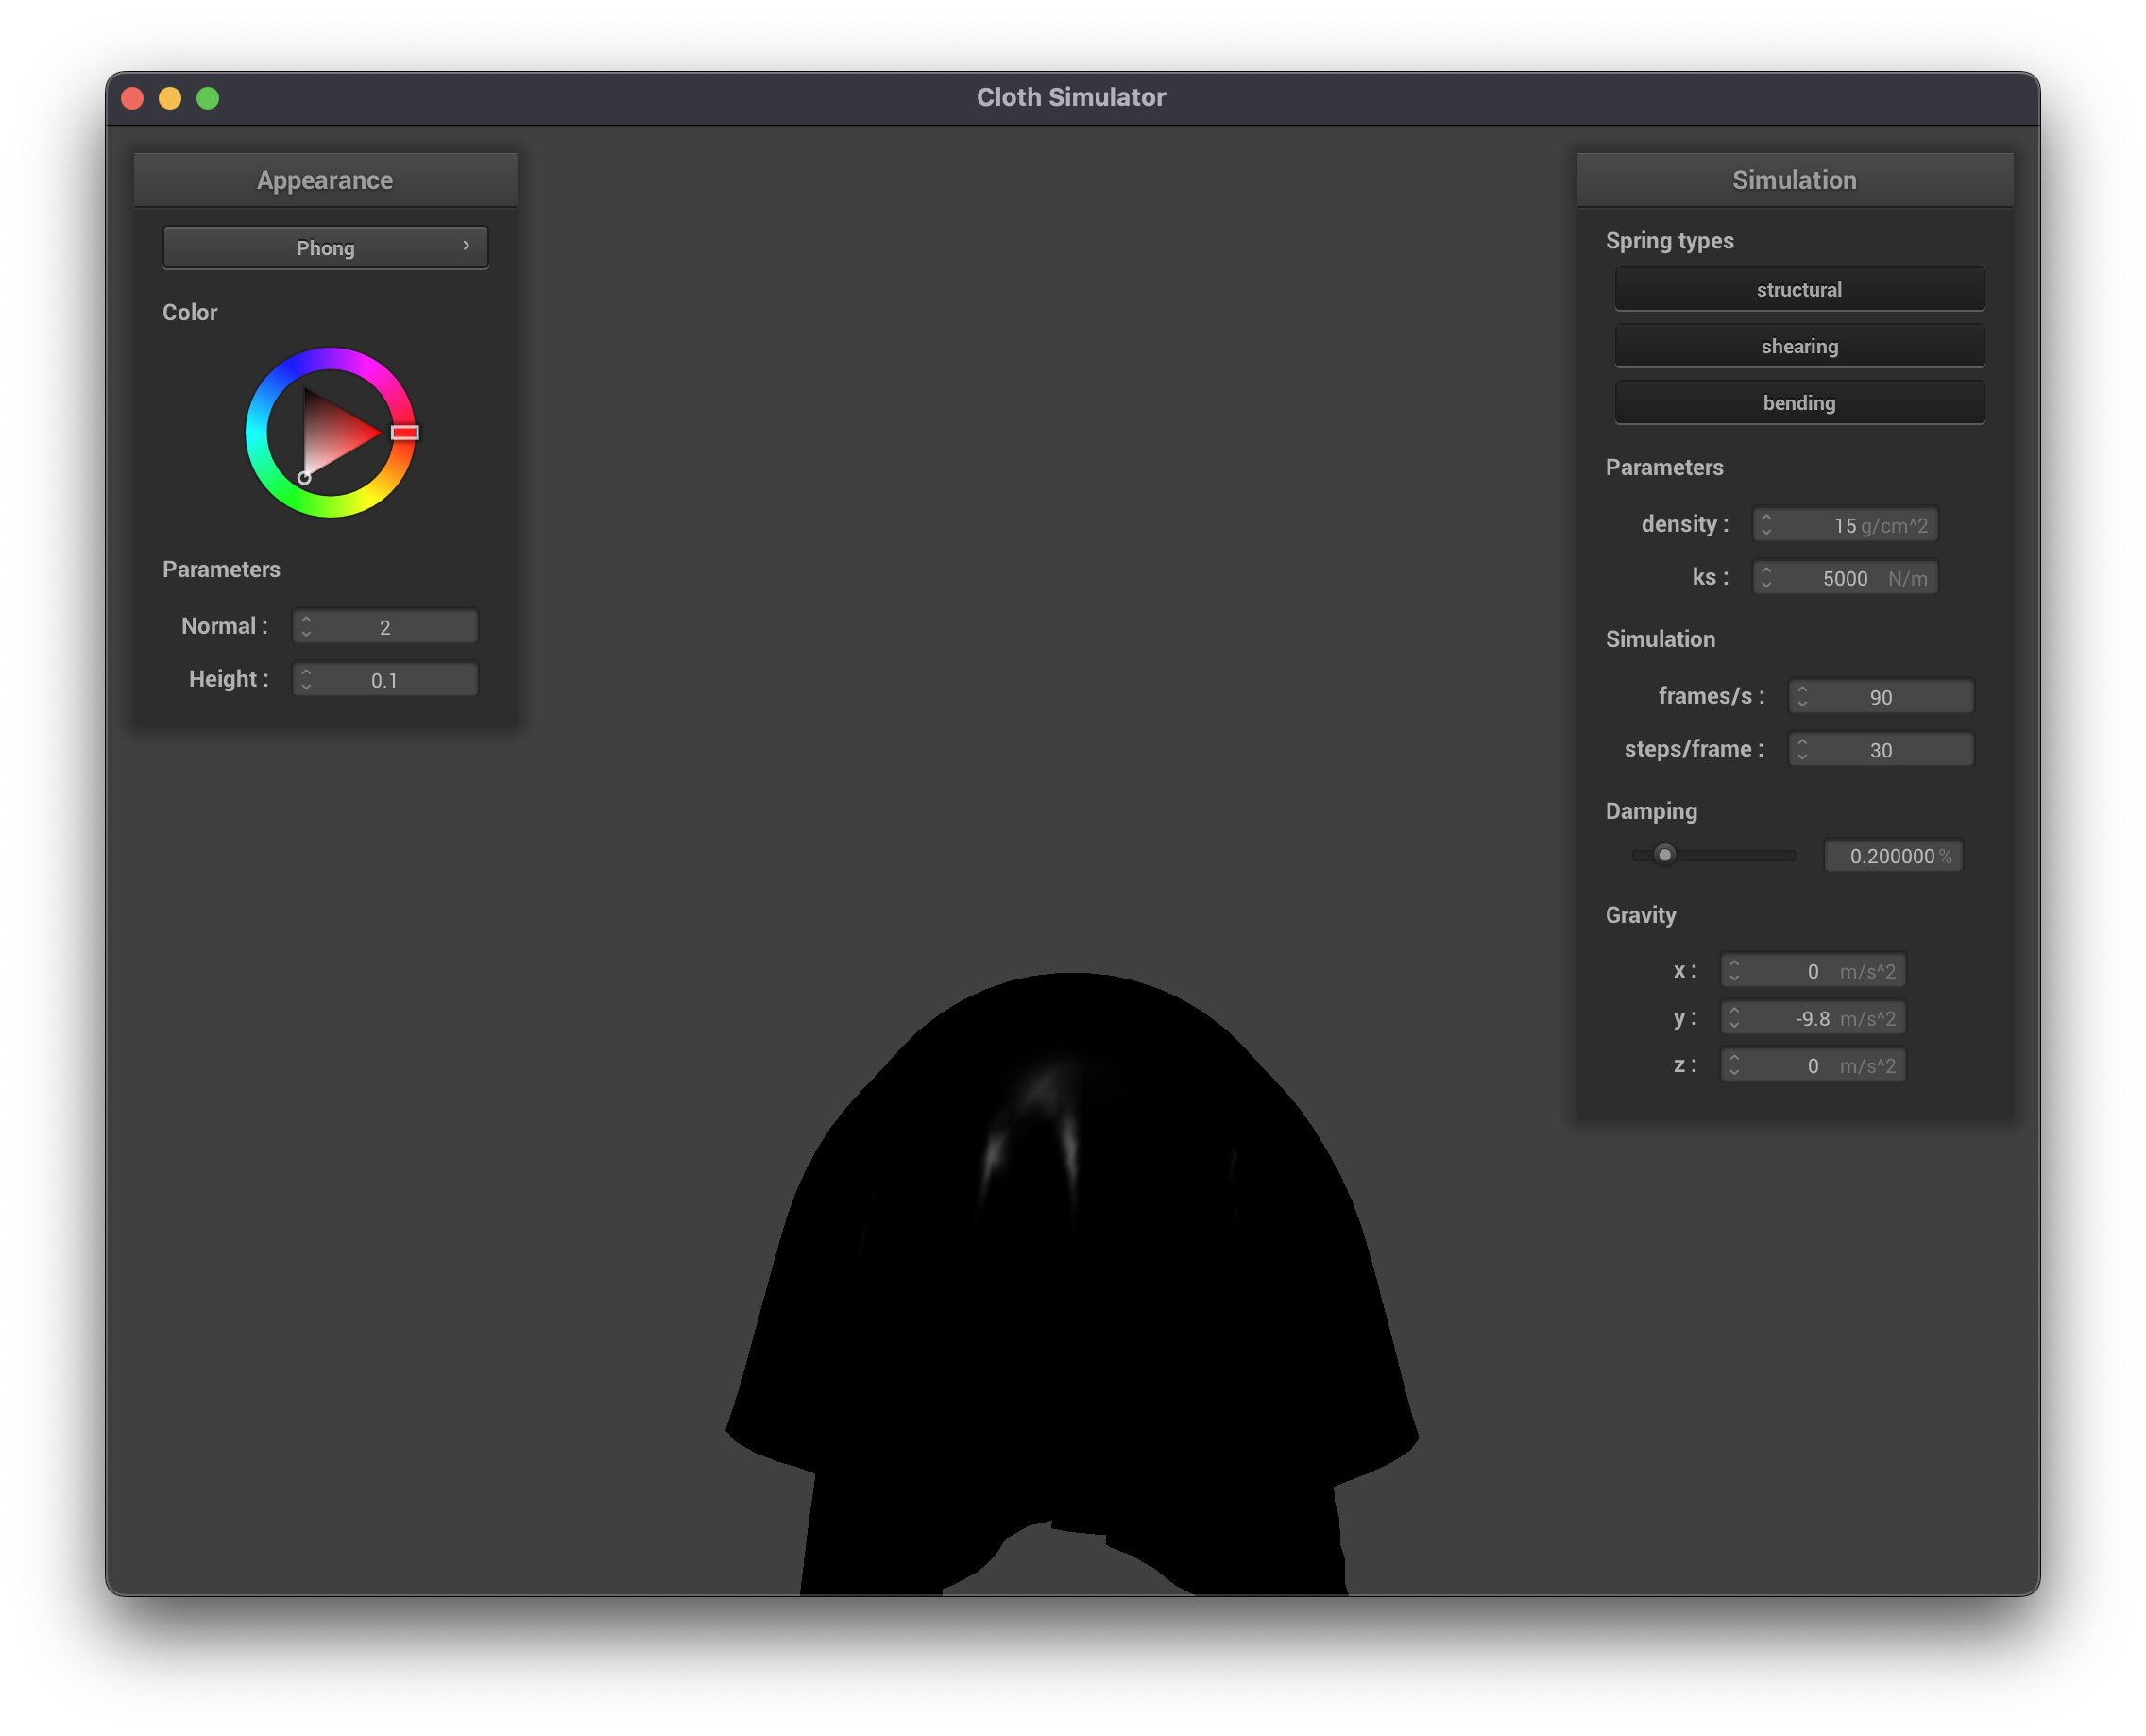 Cloth Simulator
Appearance
Phong
Color
Parameters
Normal : 2
Height : 0.1
Simulation
Spring types
structural
shearing
bending
Parameters
density : 15 g/cm^2
ks : 5000 N/m
Simulation
frames/s : 90
steps/frame : 30
Damping
0.200000 %
Gravity
x : 0 m/s^2
y : -9.8 m/s^2
z : 0 m/s^2